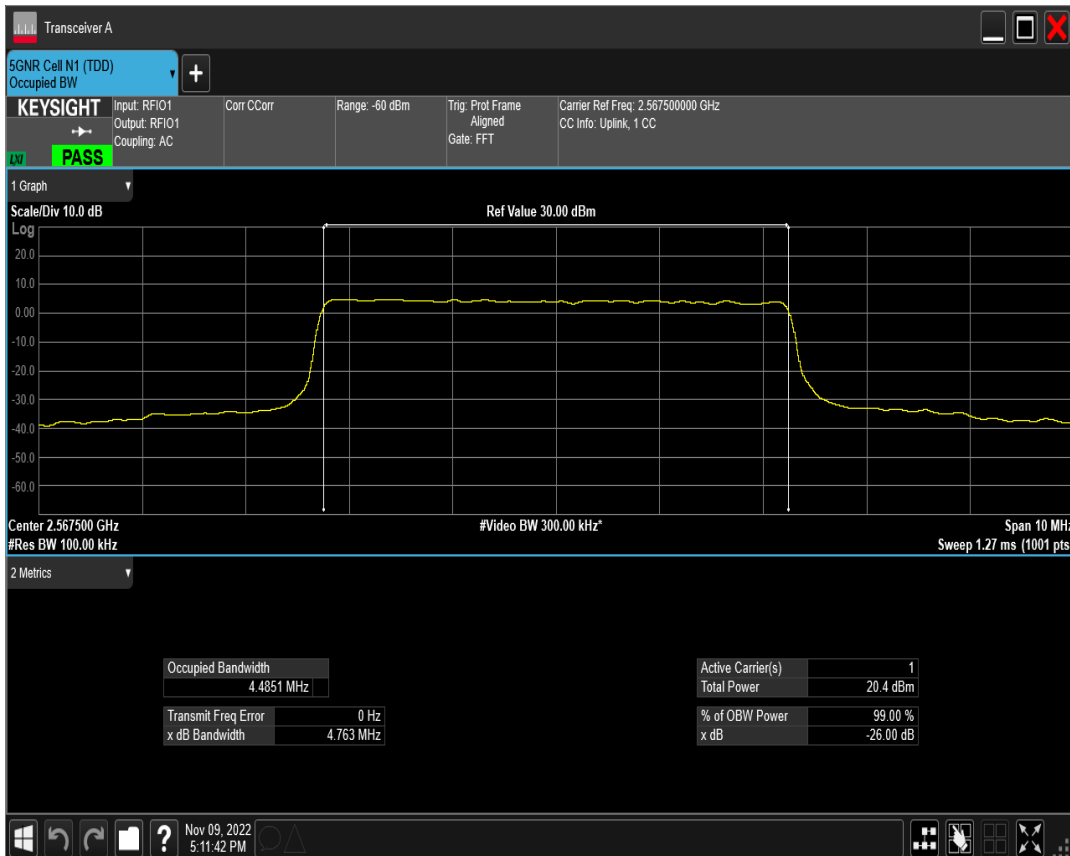 Transceiver A
5GNR Cell N1 (TDD)
Occupied BW
+
KEYSIGHT
LXI
PASS
Input: RFIO1
Output: RFIO1
Coupling: AC
Corr CCorr
Range: -60 dBm
Trig: Prot Frame
Aligned
Gate: FFT
Carrier Ref Freq: 2.567500000 GHz
CC Info: Uplink, 1 CC
1 Graph
Scale/Div 10.0 dB
Ref Value 30.00 dBm
Log
20.0
10.0
0.00
-10.0
-20.0
-30.0
-40.0
-50.0
-60.0
Center 2.567500 GHz
#Video BW 300.00 kHz*
Span 10 MHz
#Res BW 100.00 kHz
Sweep 1.27 ms (1001 pts
2 Metrics
Occupied Bandwidth
4.4851 MHz
Transmit Freq Error 0 Hz
x dB Bandwidth 4.763 MHz
Active Carrier(s) 1
Total Power 20.4 dBm
% of OBW Power 99.00 %
x dB -26.00 dB
?
Nov 09, 2022
5:11:42 PM